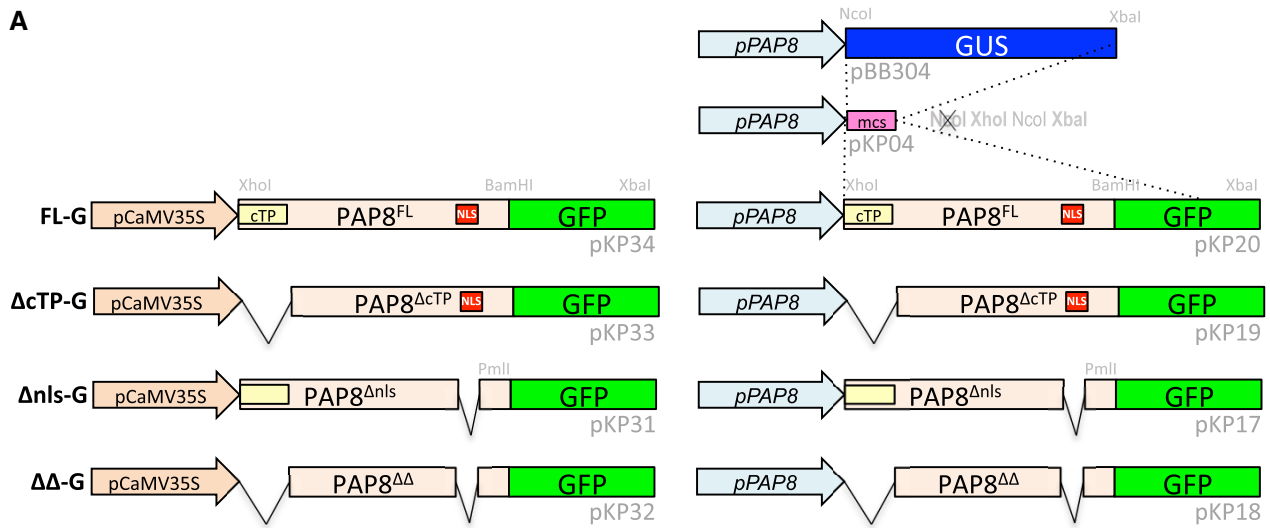 A
NcoI XbaI
pPAP8 GUS
pBB304
pPAP8 mcs NcoI XhoI NcoI XbaI
pKP04
XhoI BamHI XbaI XhoI BamHI XbaI
FL-G pCaMV35S cTP PAP8FL NLS GFP pPAP8 cTP PAP8FL NLS GFP
pKP34 pKP20
ΔcTP-G pCaMV35S PAP8ΔcTP NLS GFP pPAP8 PAP8ΔcTP NLS GFP
pKP33 pKP19
PmlI PmlI
Δnls-G pCaMV35S PAP8Δnls GFP pPAP8 PAP8Δnls GFP
pKP31 pKP17
ΔΔ-G pCaMV35S PAP8ΔΔ GFP pPAP8 PAP8ΔΔ GFP
pKP32 pKP18